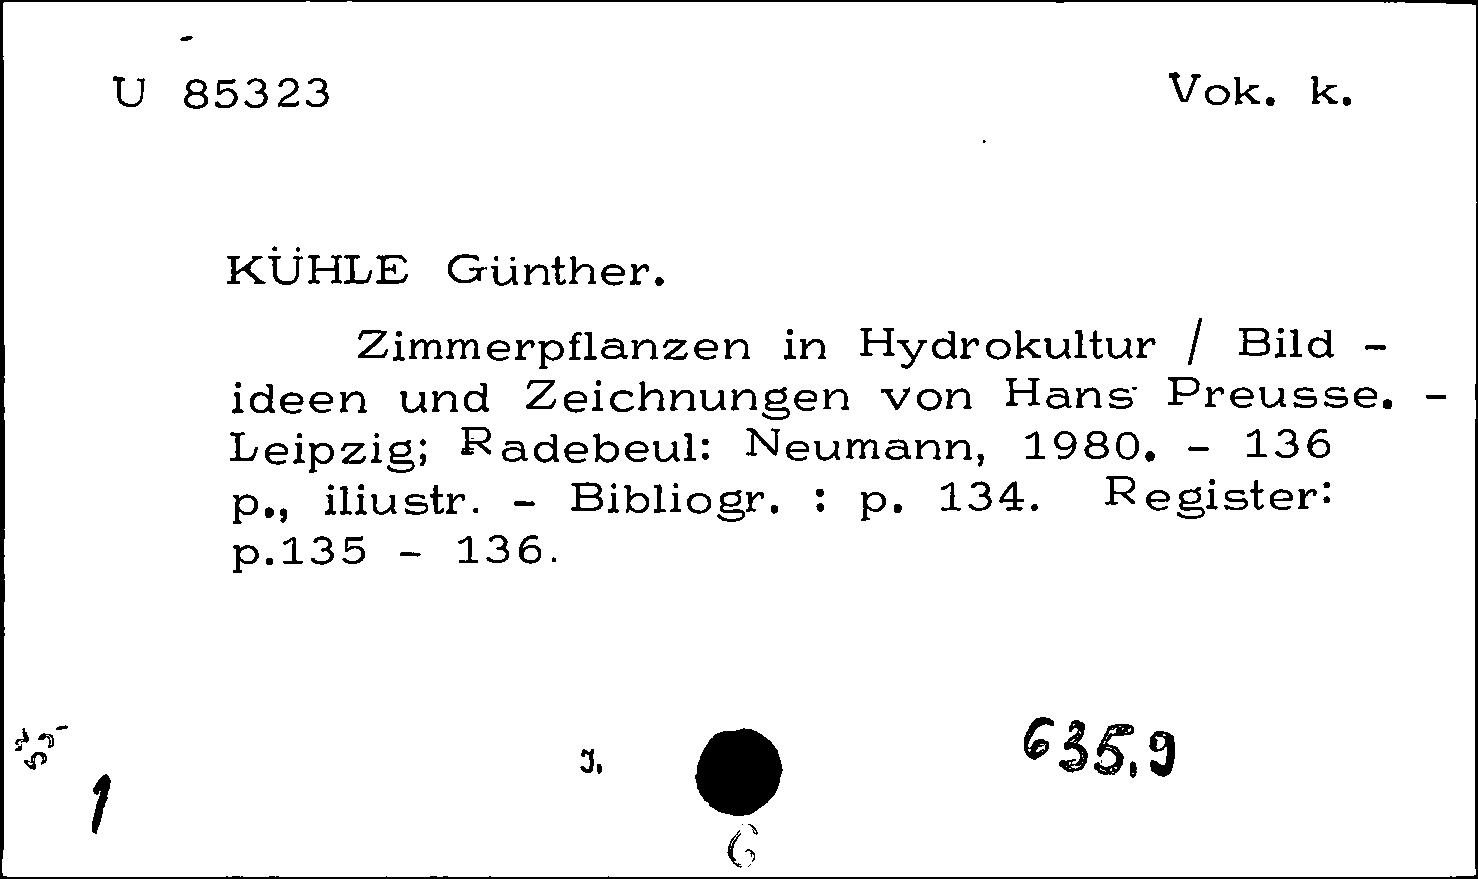 U 85323 Vok. k.
KÜHLE Günther.
Zimmerpflanzen in Hydrokultur / Bild -
ideen und Zeichnungen von Hans Preusse. -
Leipzig; Radebeul: Neumann, 1980. - 136
p., iliustr. - Bibliogr. : p. 134. Register:
p.135 - 136.
635.9
1
G